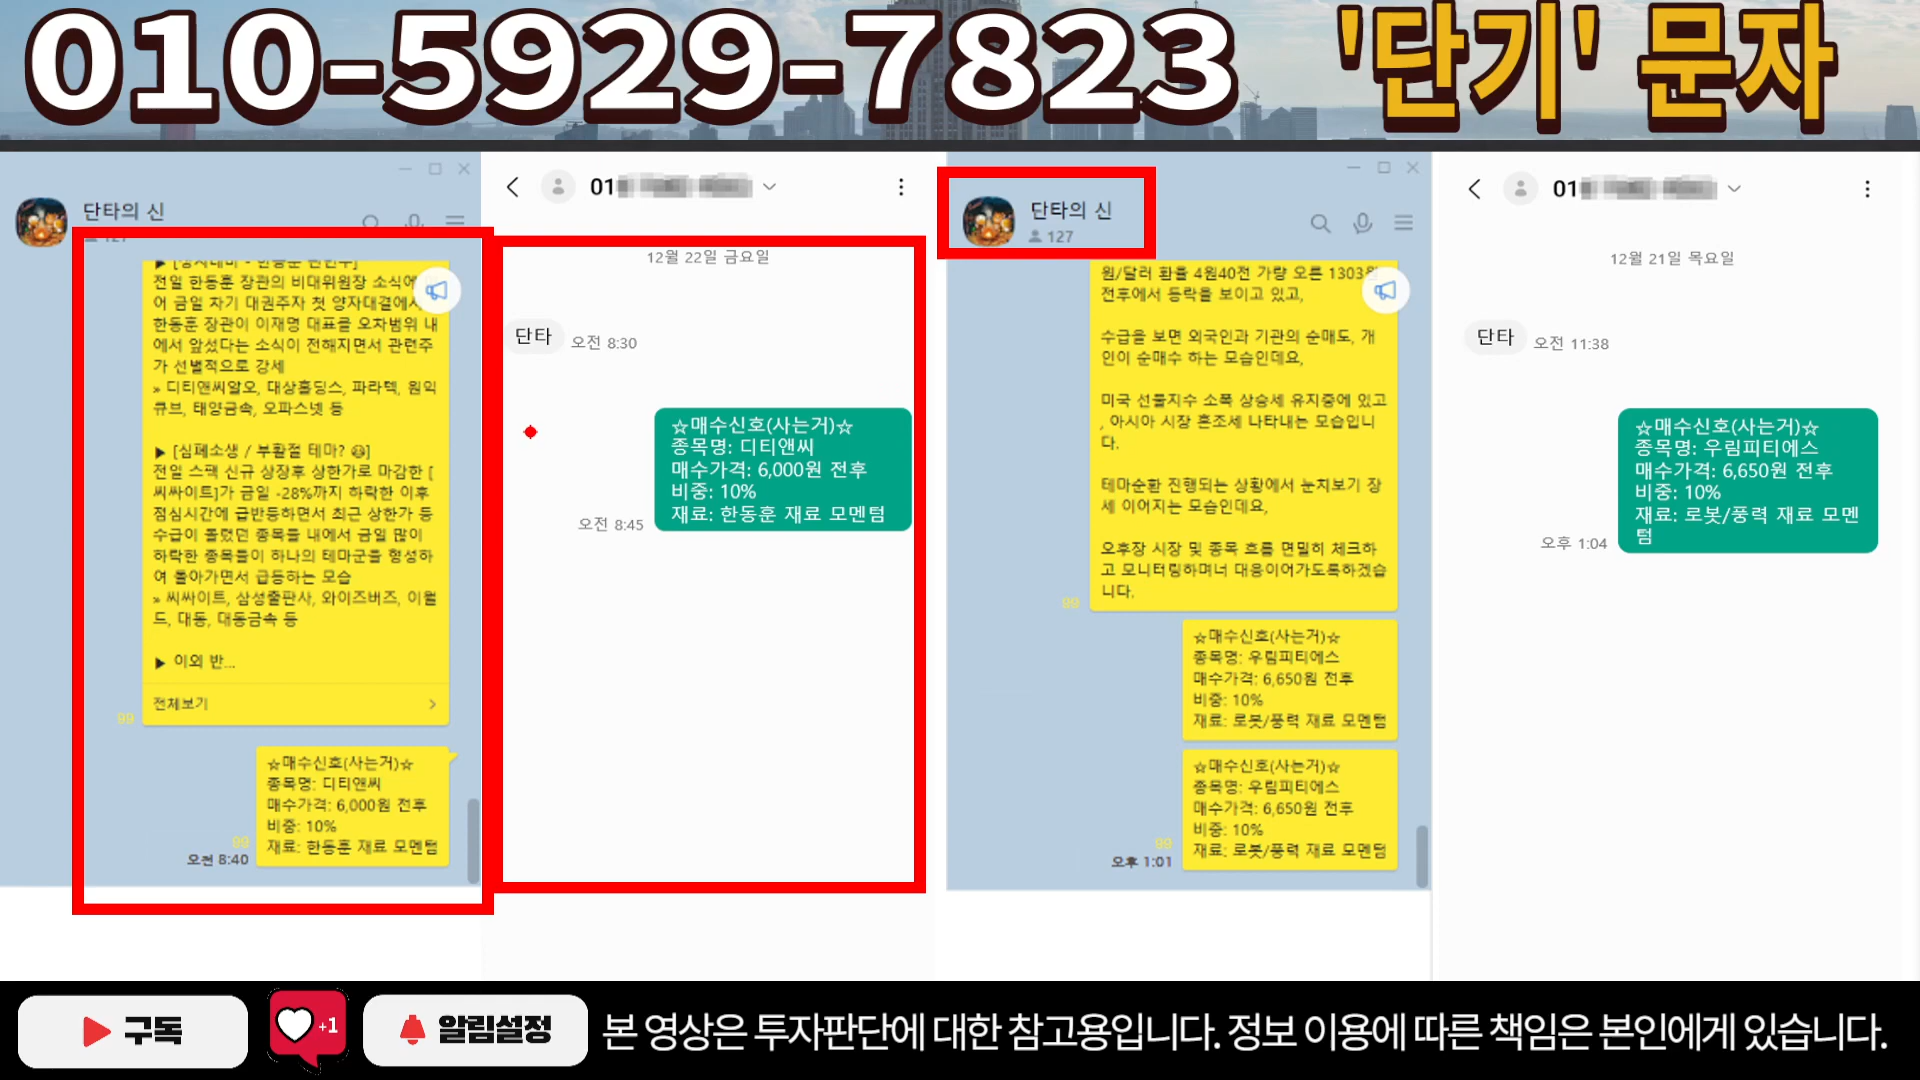 010-5929-7823 '단기' 문자
단타의 신
전일 한동훈 장관의 비대위원장 소식에
어 금일 차기 대권주자 첫 양자대결에서
한동훈 장관이 이재명 대표를 오차범위 내
에서 앞섰다는 소식이 전해지면서 관련주
가 선별적으로 강세
» 디티앤씨알오, 대상홀딩스, 파라텍, 원익
큐브, 태양금속, 오파스넷 등
▶ [심폐소생 / 부활절 테마? ]
전일 스팩 신규 상장후 상한가로 마감한 [
씨싸이트]가 금일 -28%까지 하락한 이후
점심시간에 급반등하면서 최근 상한가 등
수급이 몰렸던 종목들 내에서 금일 많이
하락한 종목들이 하나의 테마군을 형성하
여 돌아가면서 급등하는 모습
» 씨싸이트, 삼성출판사, 와이즈버즈, 이월
드, 대동, 대동금속 등
▶ 이외 반...
전체보기
99
☆매수신호(사는거)☆
종목명: 디티앤씨
매수가격: 6,000원 전후
비중: 10%
재료: 한동훈 재료 모멘텀
99
오전 8:40
01
12월 22일 금요일
단타 오전 8:30
☆매수신호(사는거)☆
종목명: 디티앤씨
매수가격: 6,000원 전후
비중: 10%
재료: 한동훈 재료 모멘텀
오전 8:45
단타의 신
127
원/달러 환율 4원40전 가량 오른 1303원
전후에서 등락을 보이고 있고,
수급을 보면 외국인과 기관의 순매도, 개
인이 순매수 하는 모습인데요,
미국 선물지수 소폭 상승세 유지중에 있고
, 아시아 시장 혼조세 나타내는 모습입니
다.
테마순환 진행되는 상황에서 눈치보기 장
세 이어지는 모습인데요,
오후장 시장 및 종목 흐름 면밀히 체크하
고 모니터링하며너 대응이어가도록하겠습
니다.
99
☆매수신호(사는거)☆
종목명: 우림피티에스
매수가격: 6,650원 전후
비중: 10%
재료: 로봇/풍력 재료 모멘텀
☆매수신호(사는거)☆
종목명: 우림피티에스
매수가격: 6,650원 전후
비중: 10%
재료: 로봇/풍력 재료 모멘텀
99
오후 1:01
01
12월 21일 목요일
단타 오전 11:38
☆매수신호(사는거)☆
종목명: 우림피티에스
매수가격: 6,650원 전후
비중: 10%
재료: 로봇/풍력 재료 모멘
텀
오후 1:04
구독
+1
알림설정
본 영상은 투자판단에 대한 참고용입니다. 정보 이용에 따른 책임은 본인에게 있습니다.